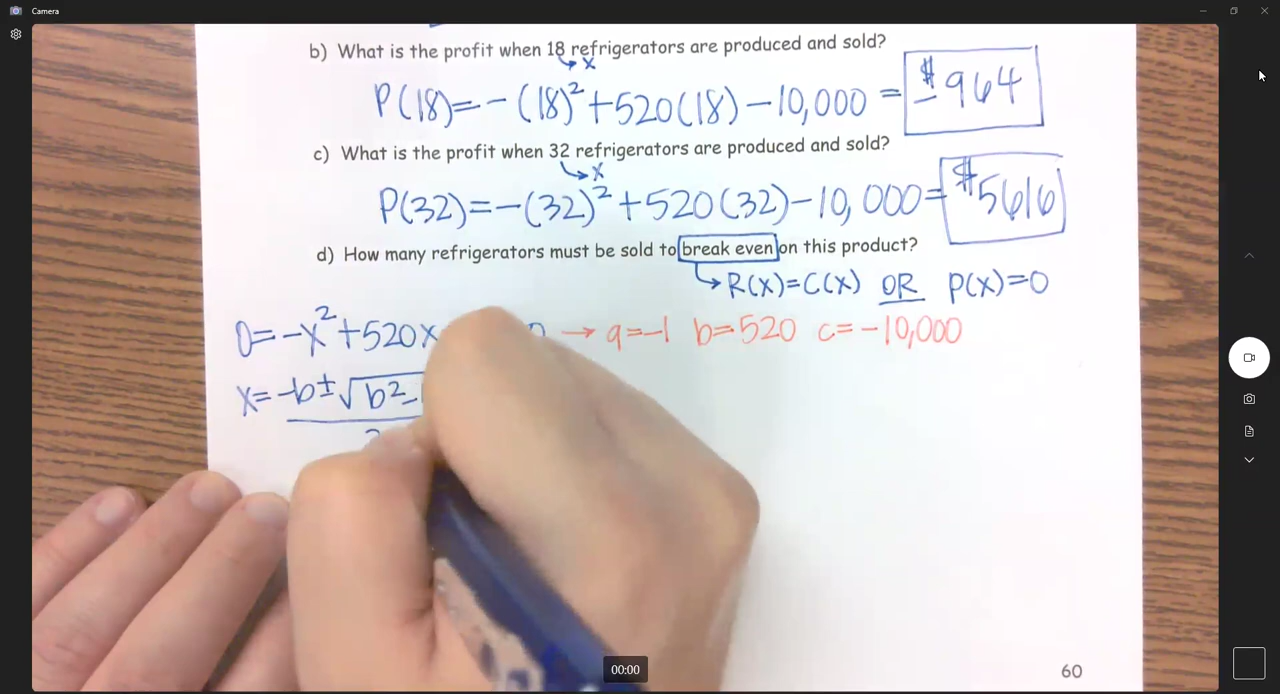 Camera
b) What is the profit when 18 refrigerators are produced and sold?
x
P(18)=-(18)²+520(18)-10,000 = $-964
c) What is the profit when 32 refrigerators are produced and sold?
x
P(32)=-(32)²+520(32)-10,000= $5616
d) How many refrigerators must be sold to break even on this product?
R(x)=C(x) OR P(x)=0
0=-x²+520x 0 → a=-1 b=520 c=-10,000
x= -b±√b²-
00:00
60